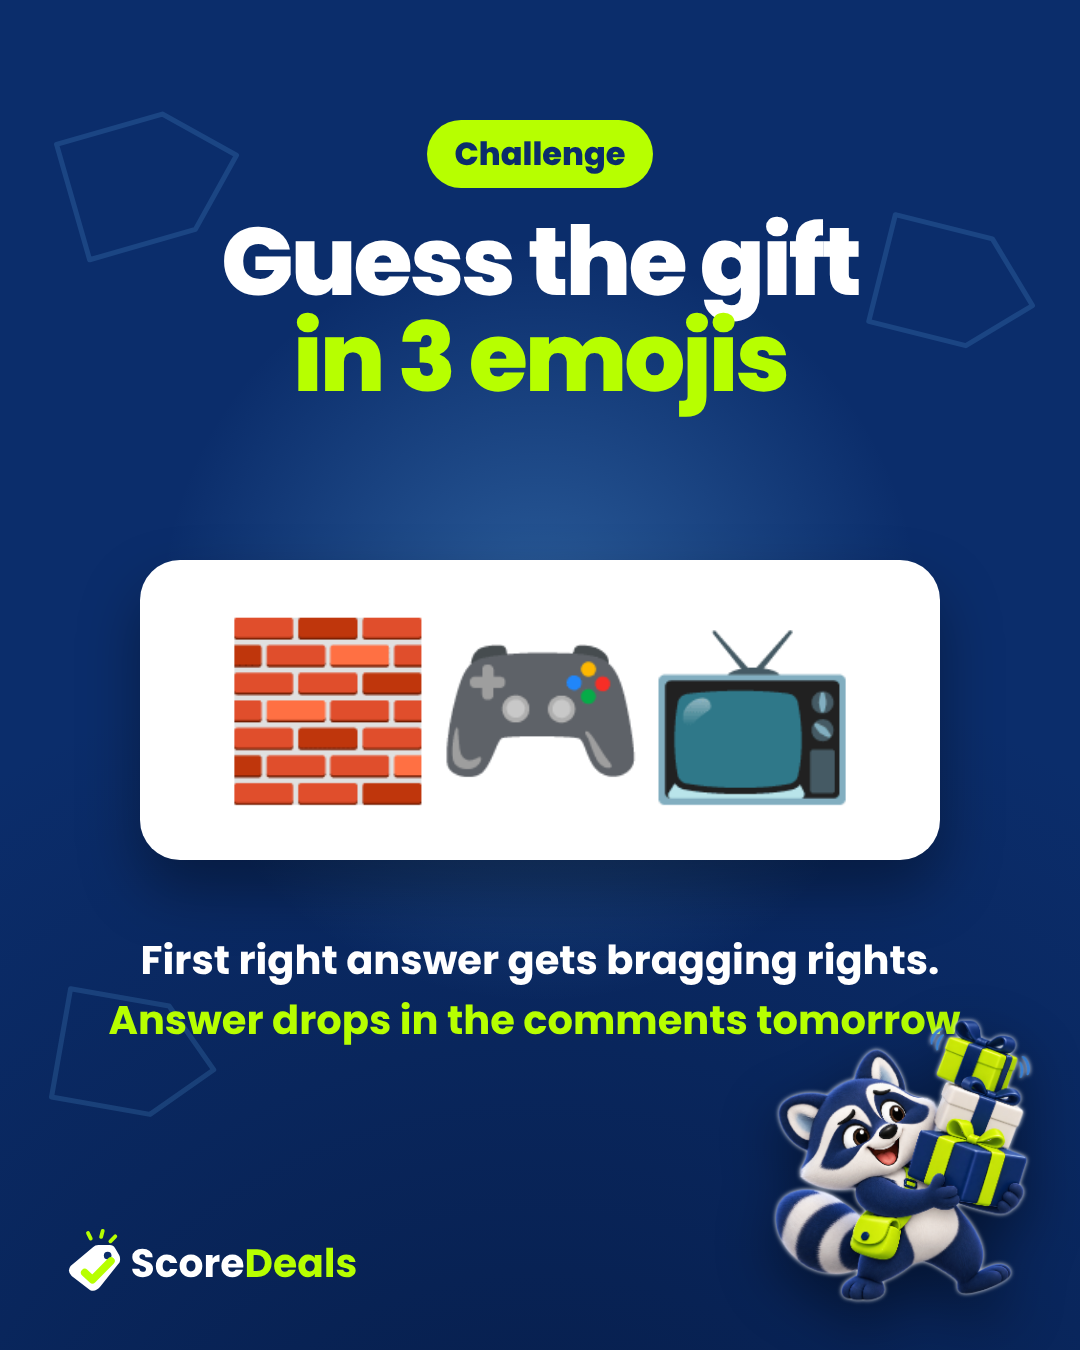 Challenge
Guess the gift
in 3 emojis
First right answer gets bragging rights.
Answer drops in the comments tomorrow
ScoreDeals